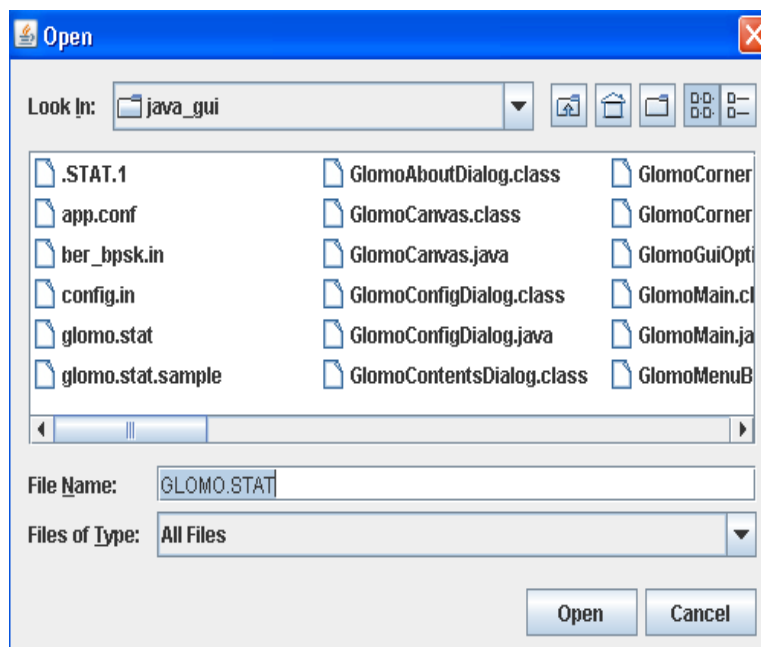 Open
Look In: java_gui
.STAT.1 GlomoAboutDialog.class GlomoCorner
app.conf GlomoCanvas.class GlomoCorner
ber_bpsk.in GlomoCanvas.java GlomoGuiOpti
config.in GlomoConfigDialog.class GlomoMain.cl
glomo.stat GlomoConfigDialog.java GlomoMain.ja
glomo.stat.sample GlomoContentsDialog.class GlomoMenuB
File Name: GLOMO.STAT
Files of Type: All Files
Open Cancel